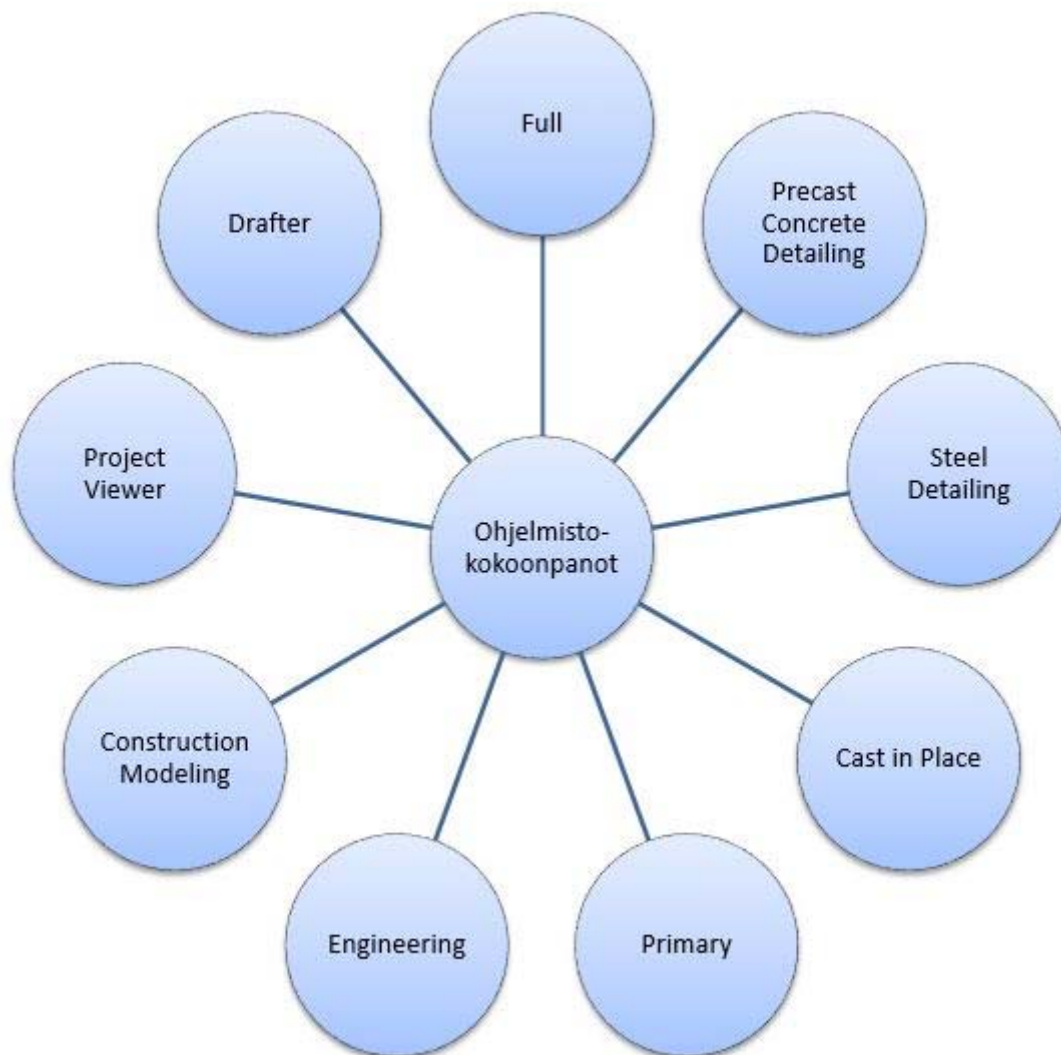 Full
Precast
Concrete
Detailing
Steel
Detailing
Cast in Place
Primary
Engineering
Construction
Modeling
Project
Viewer
Drafter
Ohjelmisto-
kokoonpanot